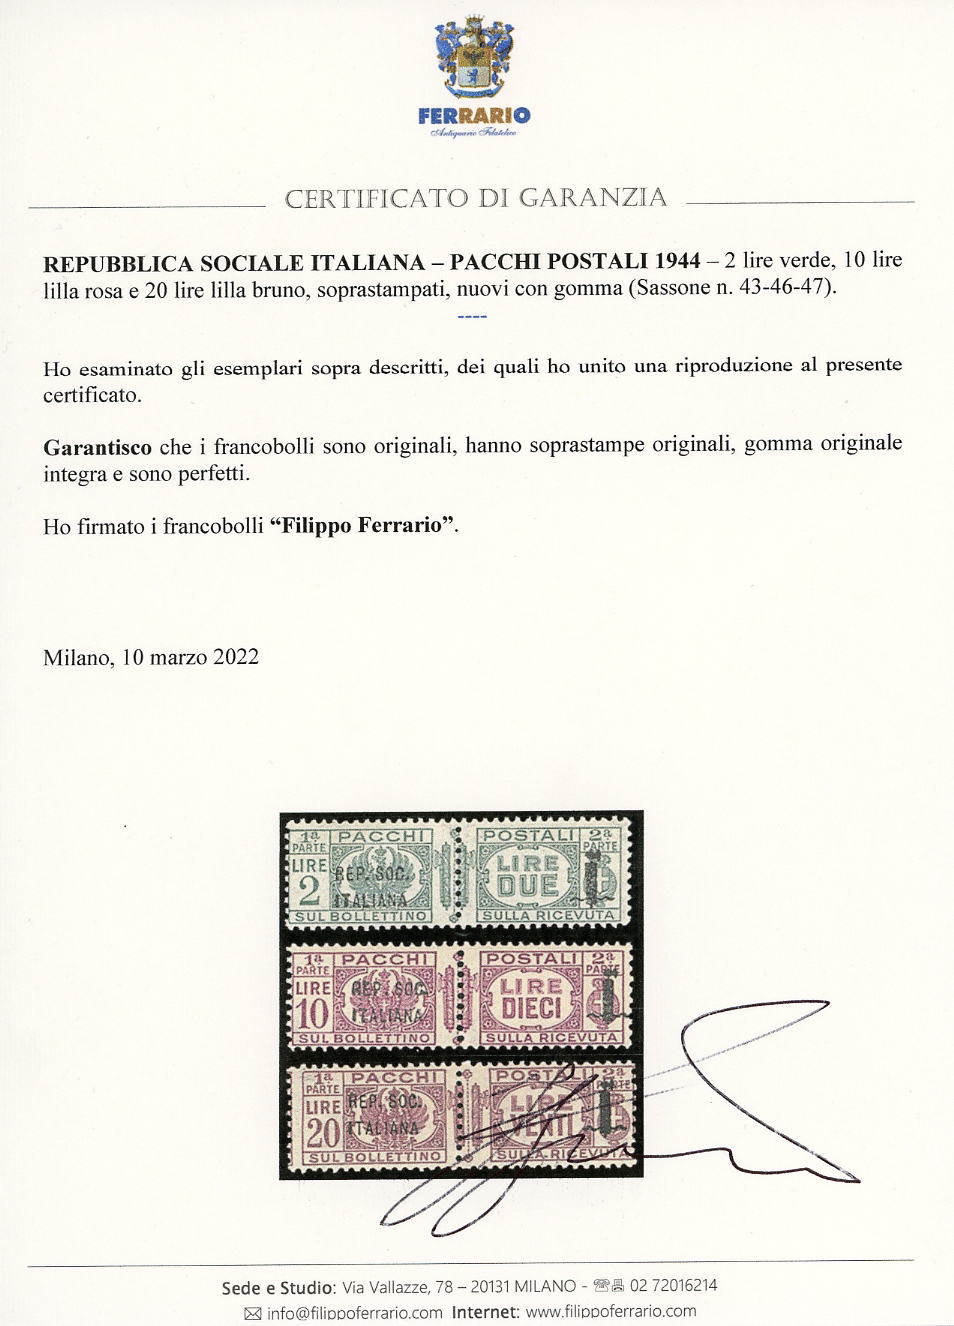 FERRARIO
Antiquario Filatelico
CERTIFICATO DI GARANZIA
REPUBBLICA SOCIALE ITALIANA – PACCHI POSTALI 1944 – 2 lire verde, 10 lire
lilla rosa e 20 lire lilla bruno, soprastampati, nuovi con gomma (Sassone n. 43-46-47).
----
Ho esaminato gli esemplari sopra descritti, dei quali ho unito una riproduzione al presente
certificato.
Garantisco che i francobolli sono originali, hanno soprastampe originali, gomma originale
integra e sono perfetti.
Ho firmato i francobolli “Filippo Ferrario”.
Milano, 10 marzo 2022
1ª PARTE PACCHI POSTALI 2ª PARTE
LIRE 2 REP. SOC. ITALIANA LIRE DUE
SUL BOLLETTINO SULLA RICEVUTA
1ª PARTE PACCHI POSTALI 2ª PARTE
LIRE 10 REP. SOC. ITALIANA LIRE DIECI
SUL BOLLETTINO SULLA RICEVUTA
1ª PARTE PACCHI POSTALI 2ª PARTE
LIRE 20 REP. SOC. ITALIANA LIRE VENTI
SUL BOLLETTINO SULLA RICEVUTA
Sede e Studio: Via Vallazze, 78 – 20131 MILANO - 02 72016214
info@filippoferrario.com Internet: www.filippoferrario.com